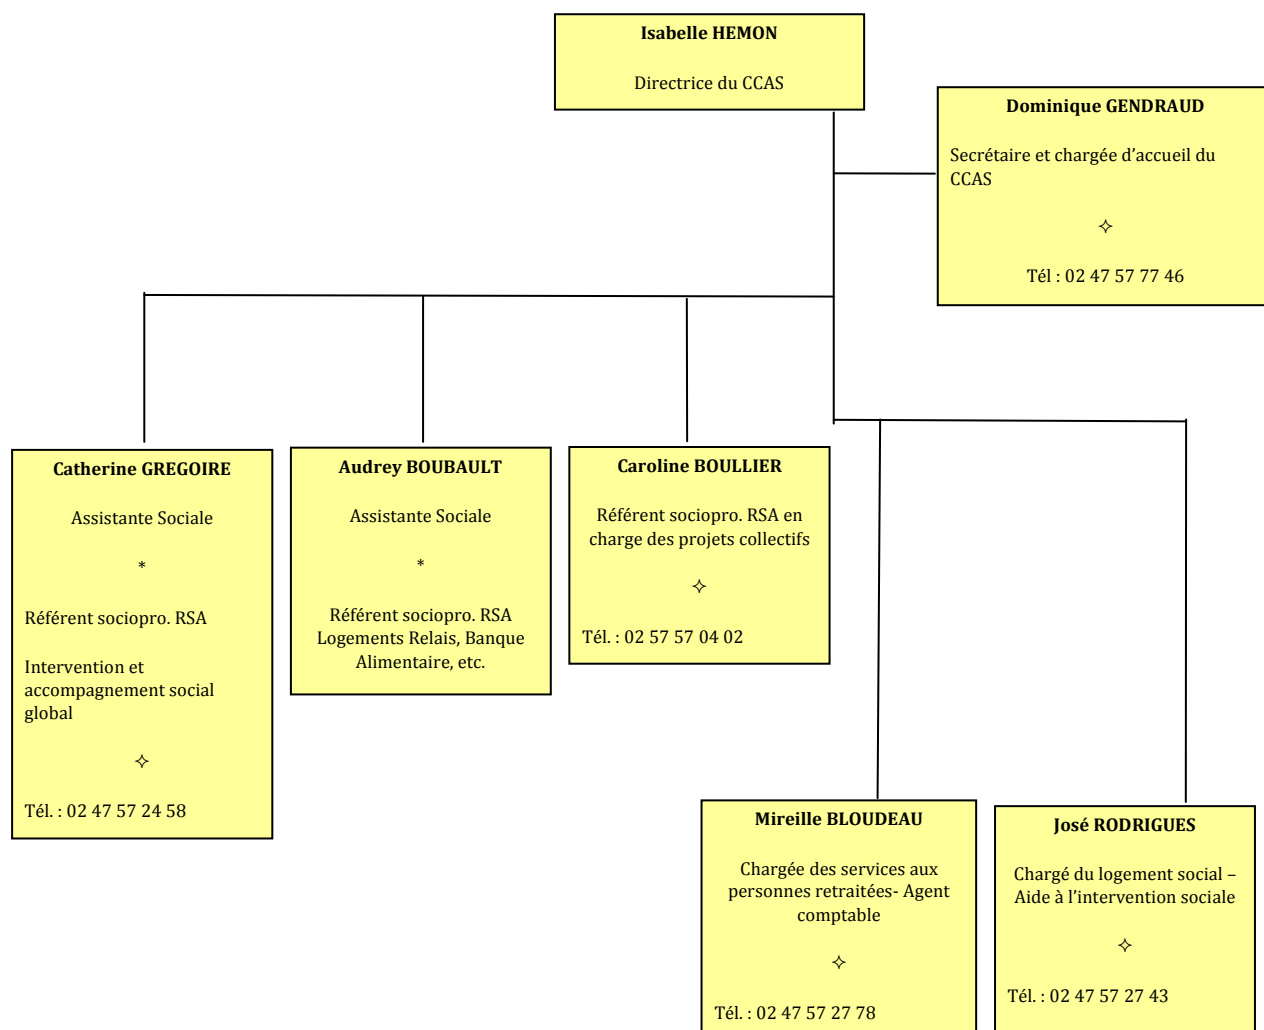 Isabelle HEMON
Directrice du CCAS
Dominique GENDRAUD
Secrétaire et chargée d’accueil du
CCAS
✧
Tél : 02 47 57 77 46
Catherine GREGOIRE
Assistante Sociale
*
Référent sociopro. RSA
Intervention et
accompagnement social
global
✧
Tél. : 02 47 57 24 58
Audrey BOUBAULT
Assistante Sociale
*
Référent sociopro. RSA
Logements Relais, Banque
Alimentaire, etc.
Caroline BOULLIER
Référent sociopro. RSA en
charge des projets collectifs
✧
Tél. : 02 57 57 04 02
Mireille BLOUDEAU
Chargée des services aux
personnes retraitées- Agent
comptable
✧
Tél. : 02 47 57 27 78
José RODRIGUES
Chargé du logement social –
Aide à l’intervention sociale
✧
Tél. : 02 47 57 27 43